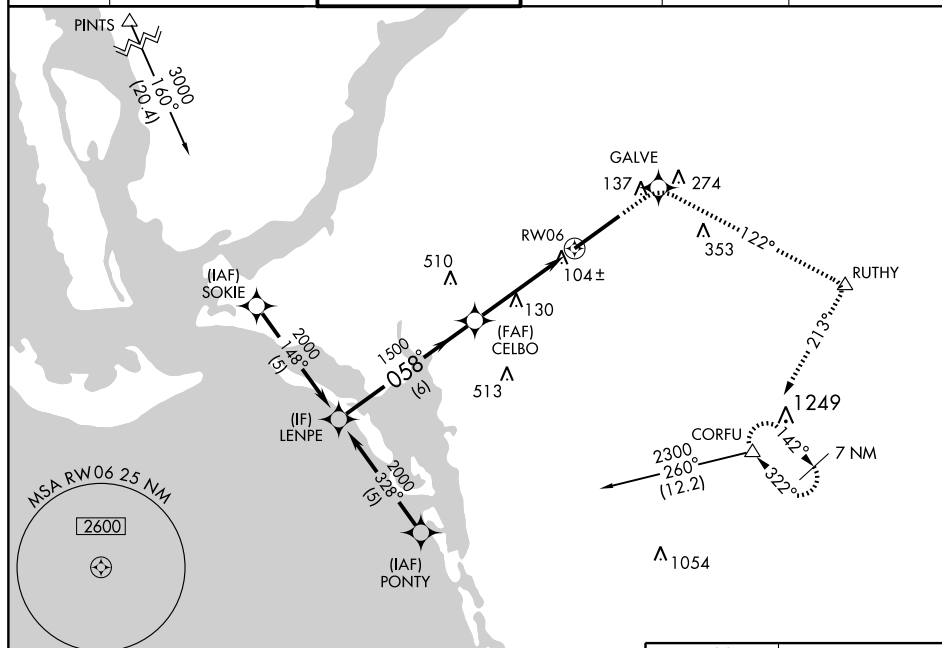 PINTS
3000
160°
(20.4)
GALVE
137
274
RW06
122°
353
104±
510
RUTHY
(IAF)
SOKIE
130
213°
(FAF)
CELBO
2000
148°
(5)
1500
058°
(6)
513
1249
(IF)
LENPE
CORFU
142°
7 NM
2300
260°
(12.2)
322°
2000
328°
(5)
MSA RW06 25 NM
2600
(IAF)
PONTY
1054